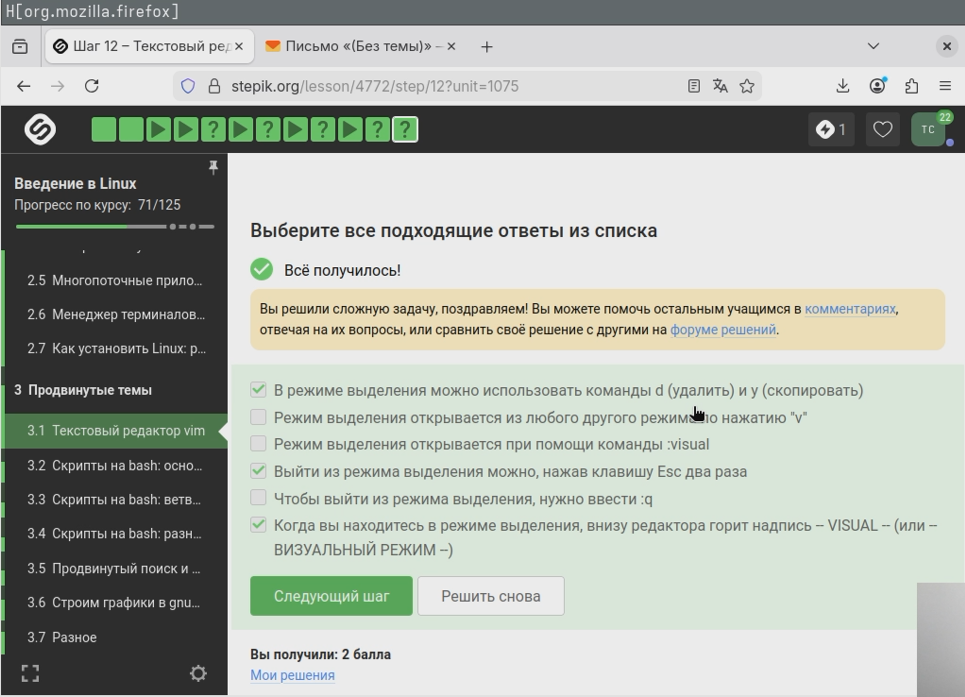 H[org.mozilla.firefox]
Шаг 12 – Текстовый ред
Письмо «(Без темы)» –
stepik.org/lesson/4772/step/12?unit=1075
1
ТС
22
Введение в Linux
Прогресс по курсу: 71/125
2.5 Многопоточные прило...
2.6 Менеджер терминалов...
2.7 Как установить Linux: р...
3 Продвинутые темы
3.1 Текстовый редактор vim
3.2 Скрипты на bash: осно...
3.3 Скрипты на bash: ветв...
3.4 Скрипты на bash: разн...
3.5 Продвинутый поиск и ...
3.6 Строим графики в gnu...
3.7 Разное
Выберите все подходящие ответы из списка
Всё получилось!
Вы решили сложную задачу, поздравляем! Вы можете помочь остальным учащимся в комментариях,
отвечая на их вопросы, или сравнить своё решение с другими на форуме решений.
В режиме выделения можно использовать команды d (удалить) и y (скопировать)
Режим выделения открывается из любого другого режима по нажатию "v"
Режим выделения открывается при помощи команды :visual
Выйти из режима выделения можно, нажав клавишу Esc два раза
Чтобы выйти из режима выделения, нужно ввести :q
Когда вы находитесь в режиме выделения, внизу редактора горит надпись -- VISUAL -- (или --
ВИЗУАЛЬНЫЙ РЕЖИМ --)
Следующий шаг
Решить снова
Вы получили: 2 балла
Мои решения